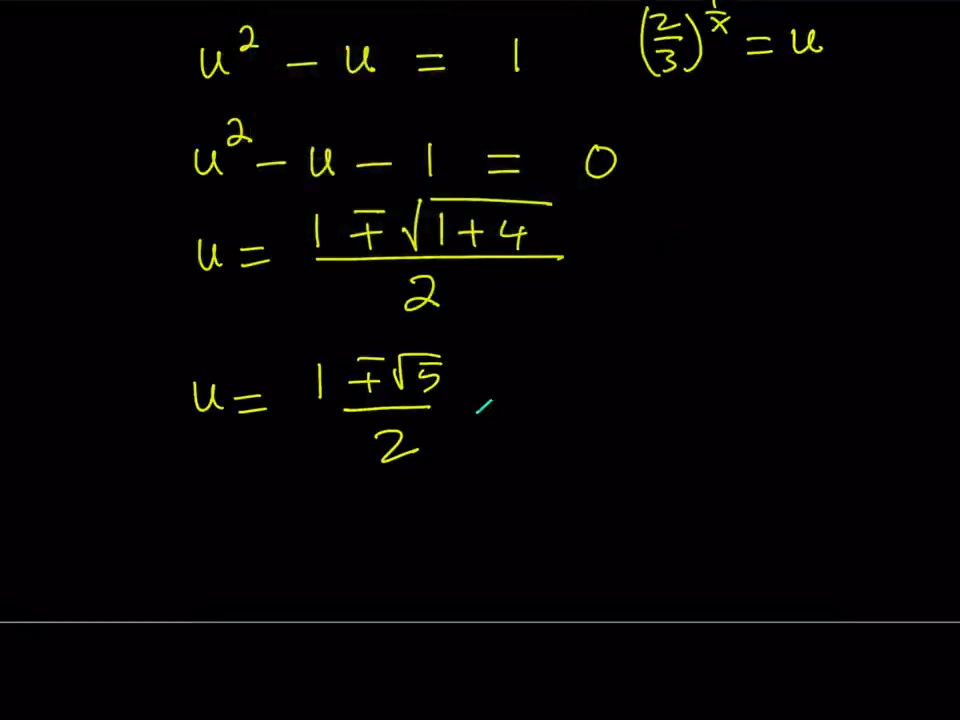 u² − u = 1 (2/3)^(1/x) = u
u² − u − 1 = 0
u = (1 ∓ √(1+4))/2
u = (1 ∓ √5)/2